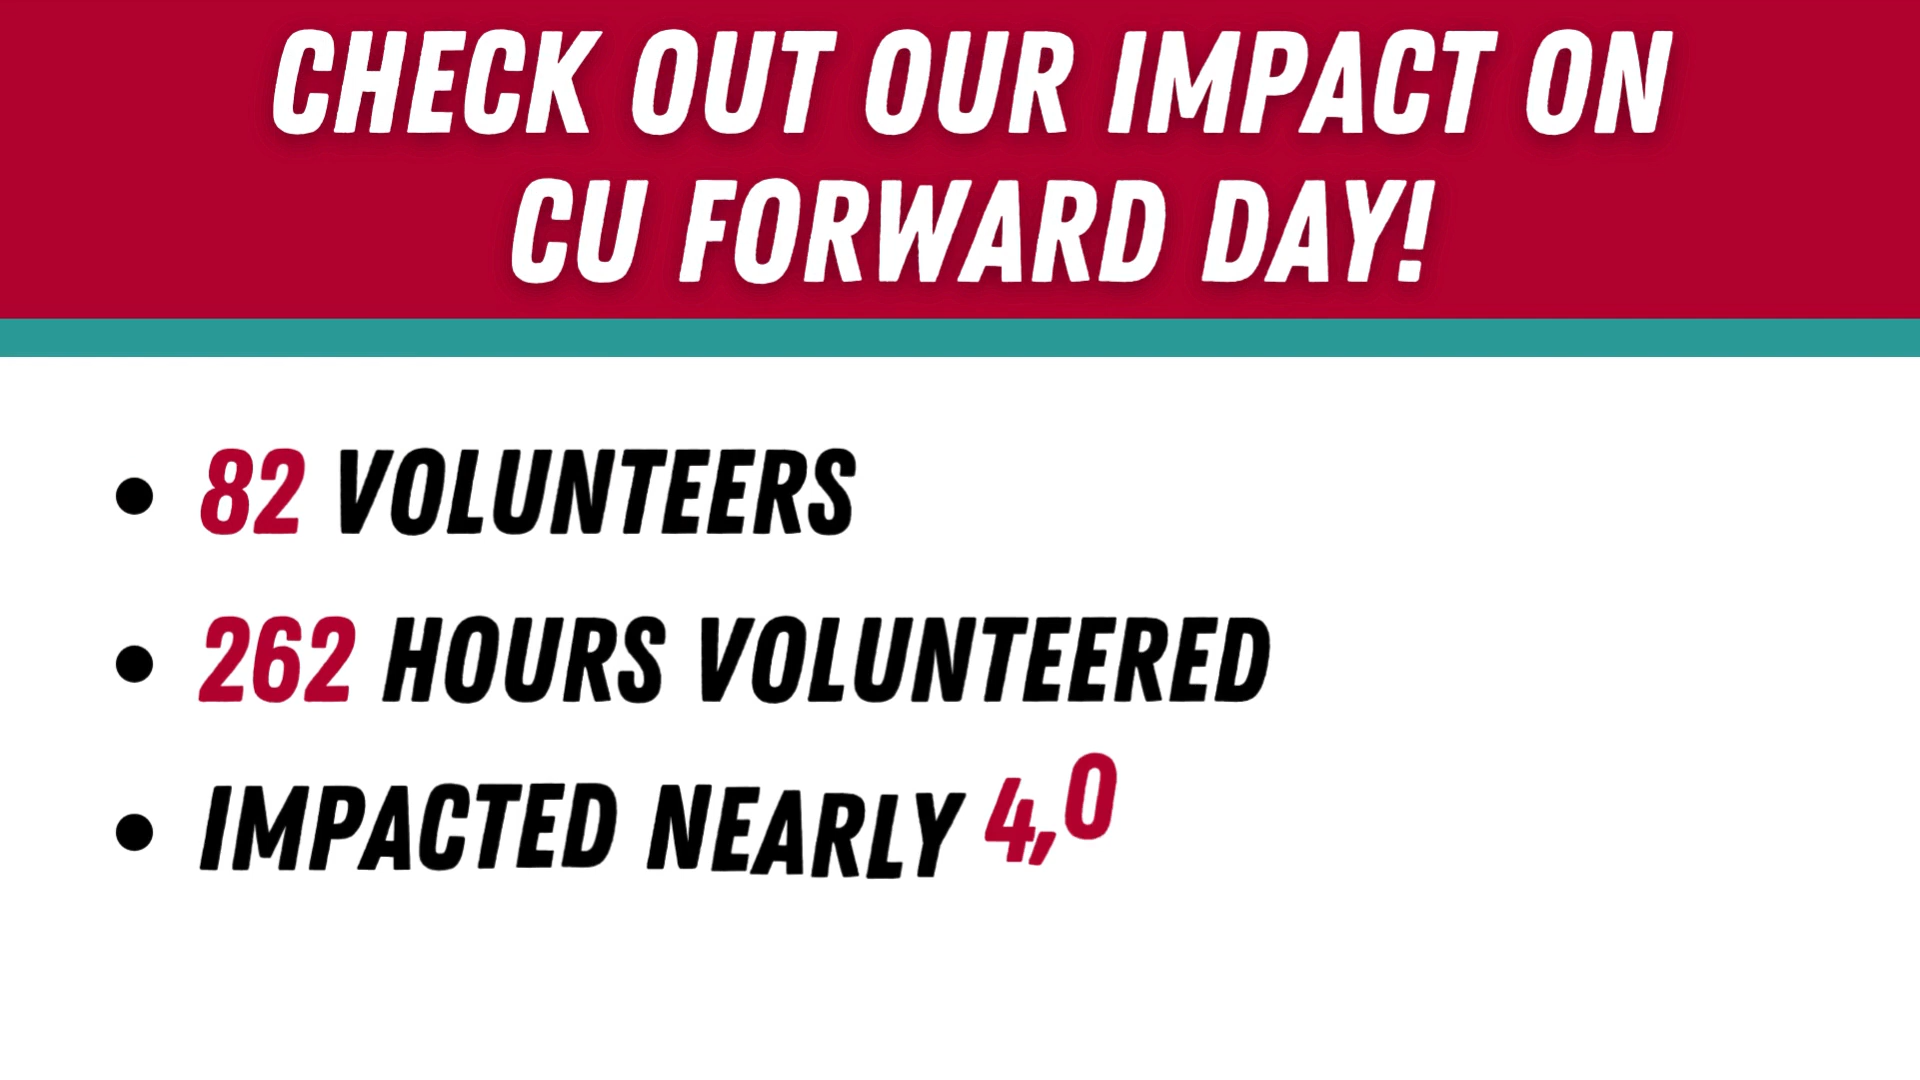 CHECK OUT OUR IMPACT ON
CU FORWARD DAY!
• 82 VOLUNTEERS
• 262 HOURS VOLUNTEERED
• IMPACTED NEARLY 4,0